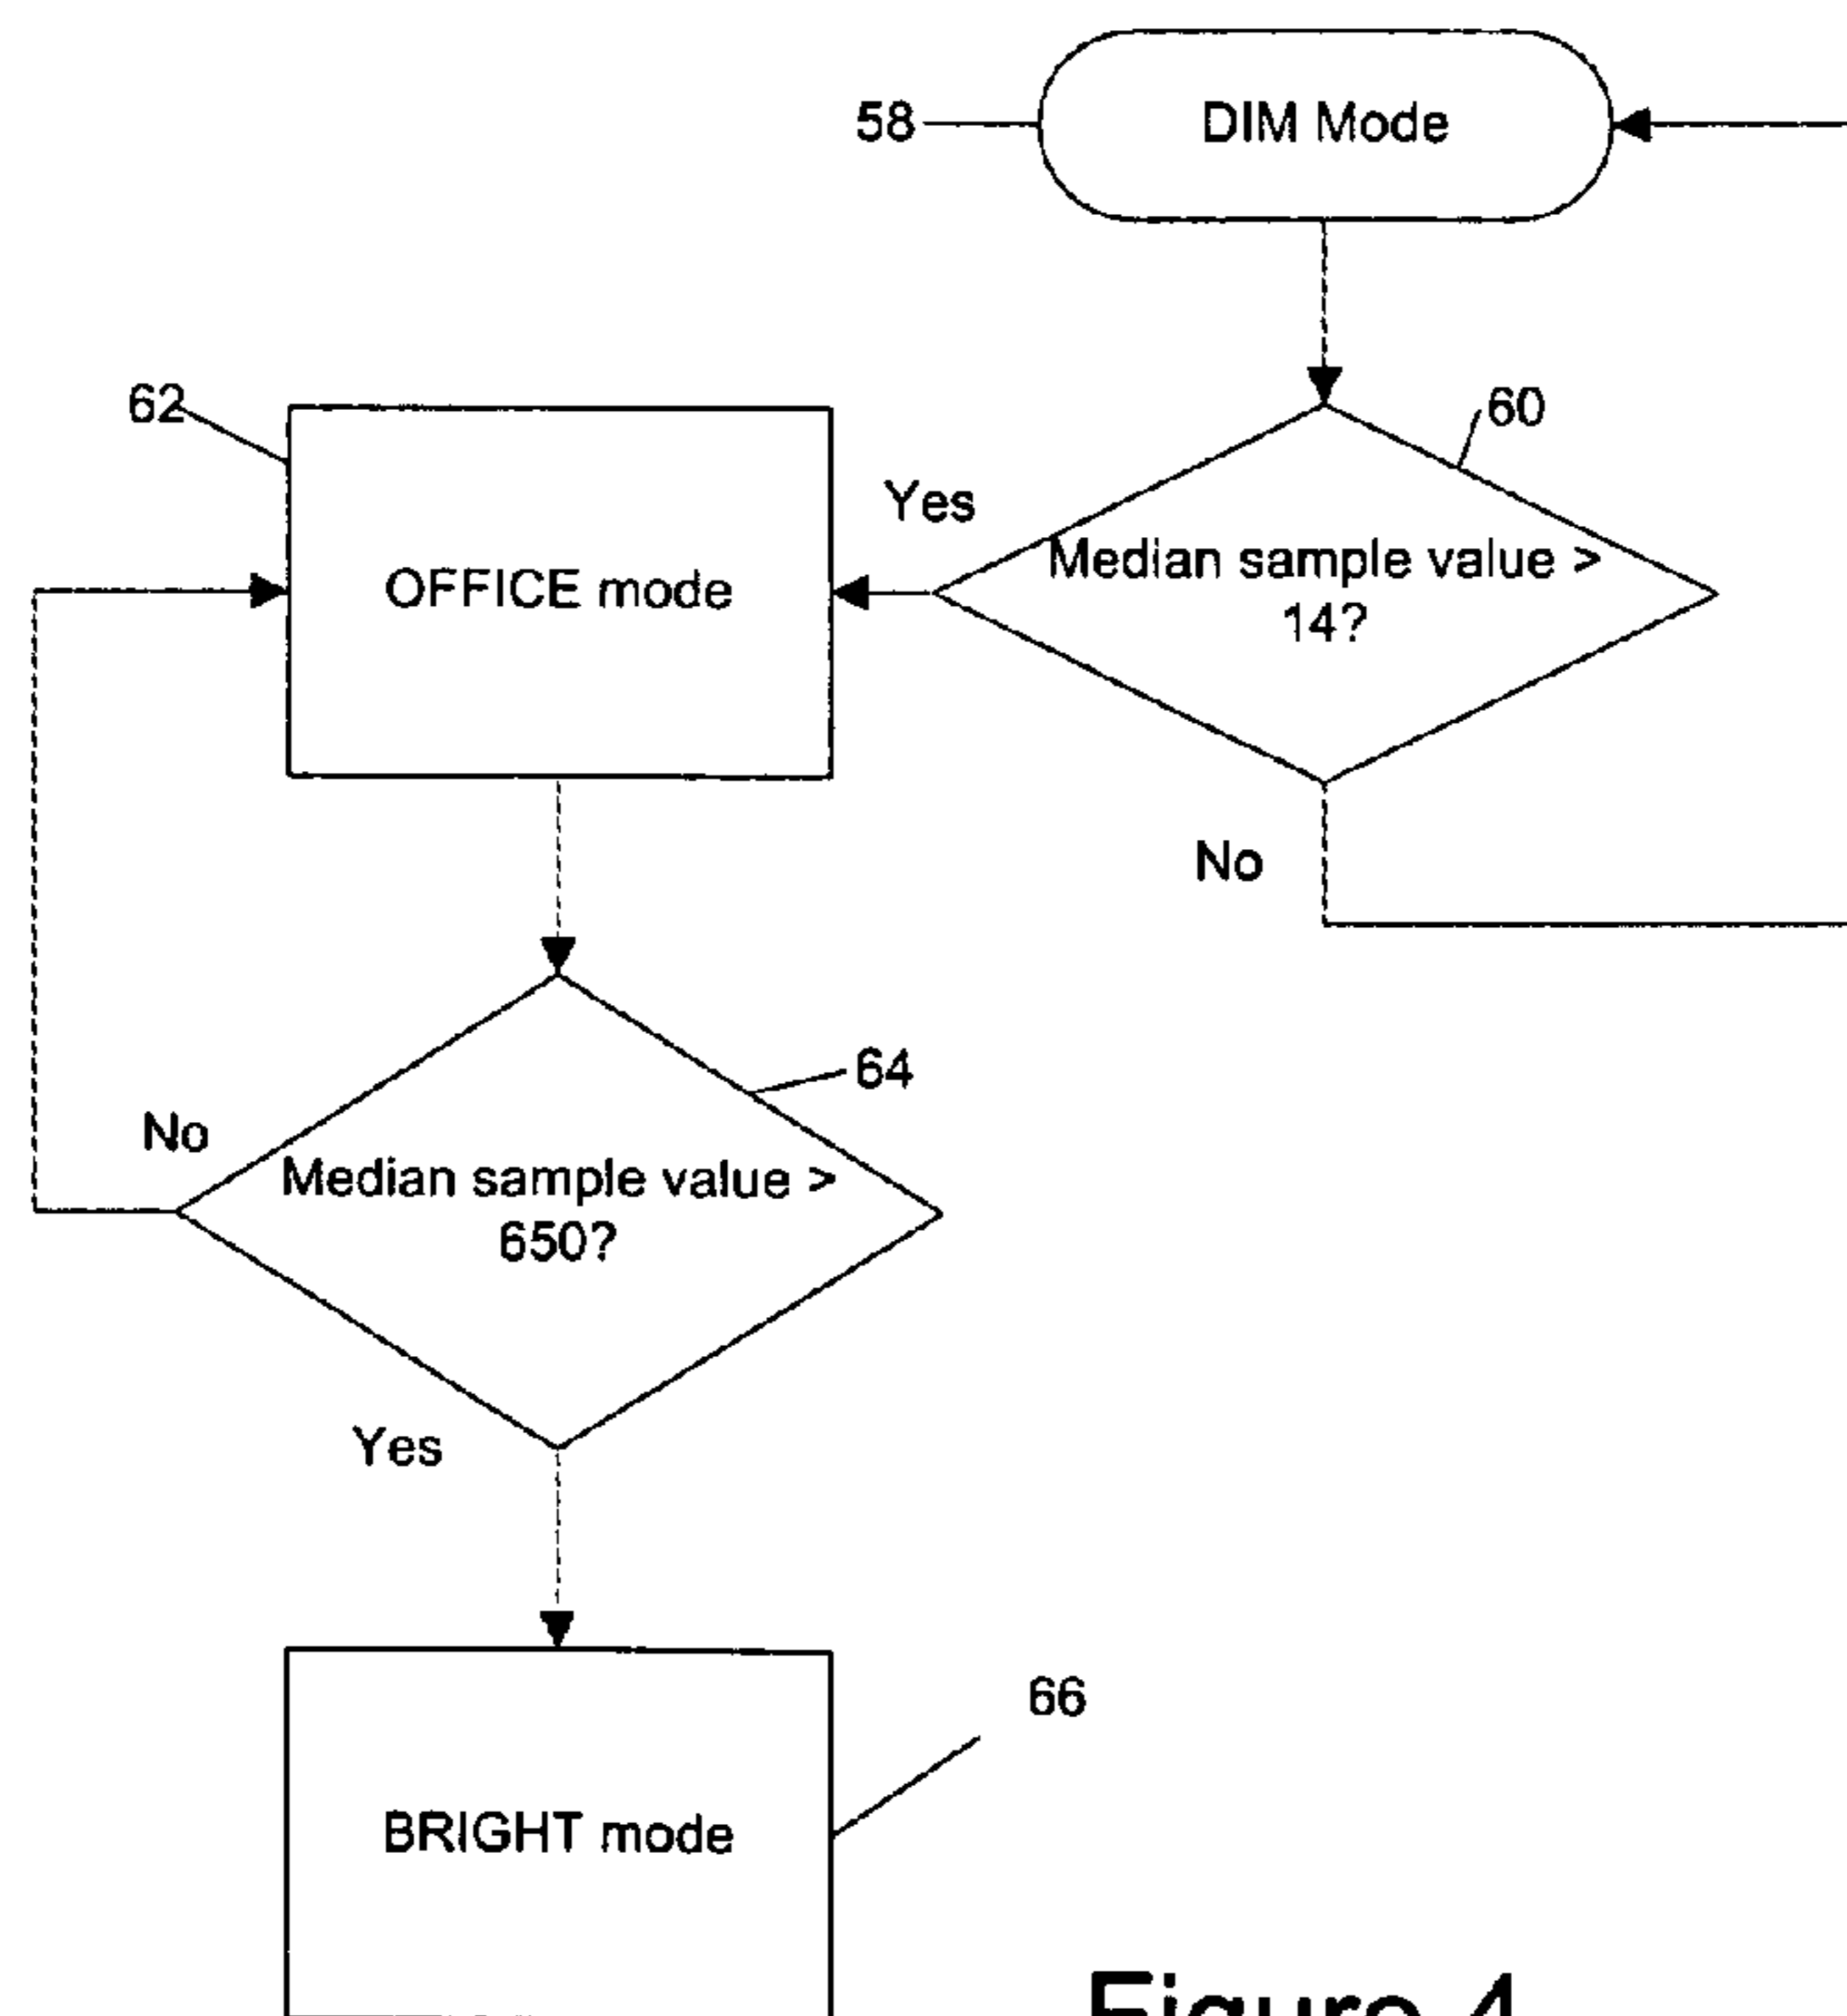 58
DIM Mode
62
60
Yes
OFFICE mode
Median sample value >
14?
No
64
No
Median sample value >
650?
Yes
66
BRIGHT mode
Figure 4